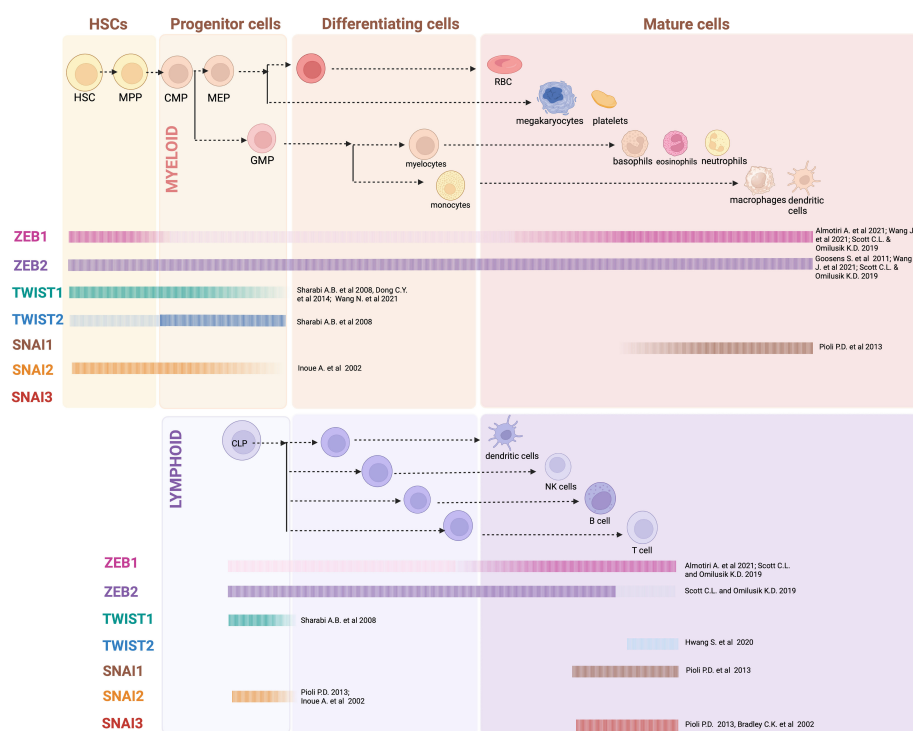 HSCs
Progenitor cells
Differentiating cells
Mature cells
HSC
MPP
CMP
MEP
RBC
megakaryocytes
platelets
MYELOID
GMP
myelocytes
basophils
eosinophils
neutrophils
monocytes
macrophages
dendritic
cells
ZEB1
Almotiri A. et al 2021; Wang J.
et al 2021; Scott C.L. &
Omilusik K.D. 2019
ZEB2
Goosens S. et al 2011; Wang
J. et al 2021; Scott C.L. &
Omilusik K.D. 2019
TWIST1
Sharabi A.B. et al 2008, Dong C.Y.
et al 2014; Wang N. et al 2021
TWIST2
Sharabi A.B. et al 2008
SNAI1
Pioli P.D. et al 2013
SNAI2
Inoue A. et al 2002
SNAI3
LYMPHOID
CLP
dendritic cells
NK cells
B cell
T cell
ZEB1
Almotiri A. et al 2021; Scott C.L.
and Omilusik K.D. 2019
ZEB2
Scott C.L. and Omilusik K.D. 2019
TWIST1
Sharabi A.B. et al 2008
TWIST2
Hwang S. et al 2020
SNAI1
Pioli P.D. et al 2013
SNAI2
Pioli P.D. 2013;
Inoue A. et al 2002
SNAI3
Pioli P.D. 2013, Bradley C.K. et al 2002